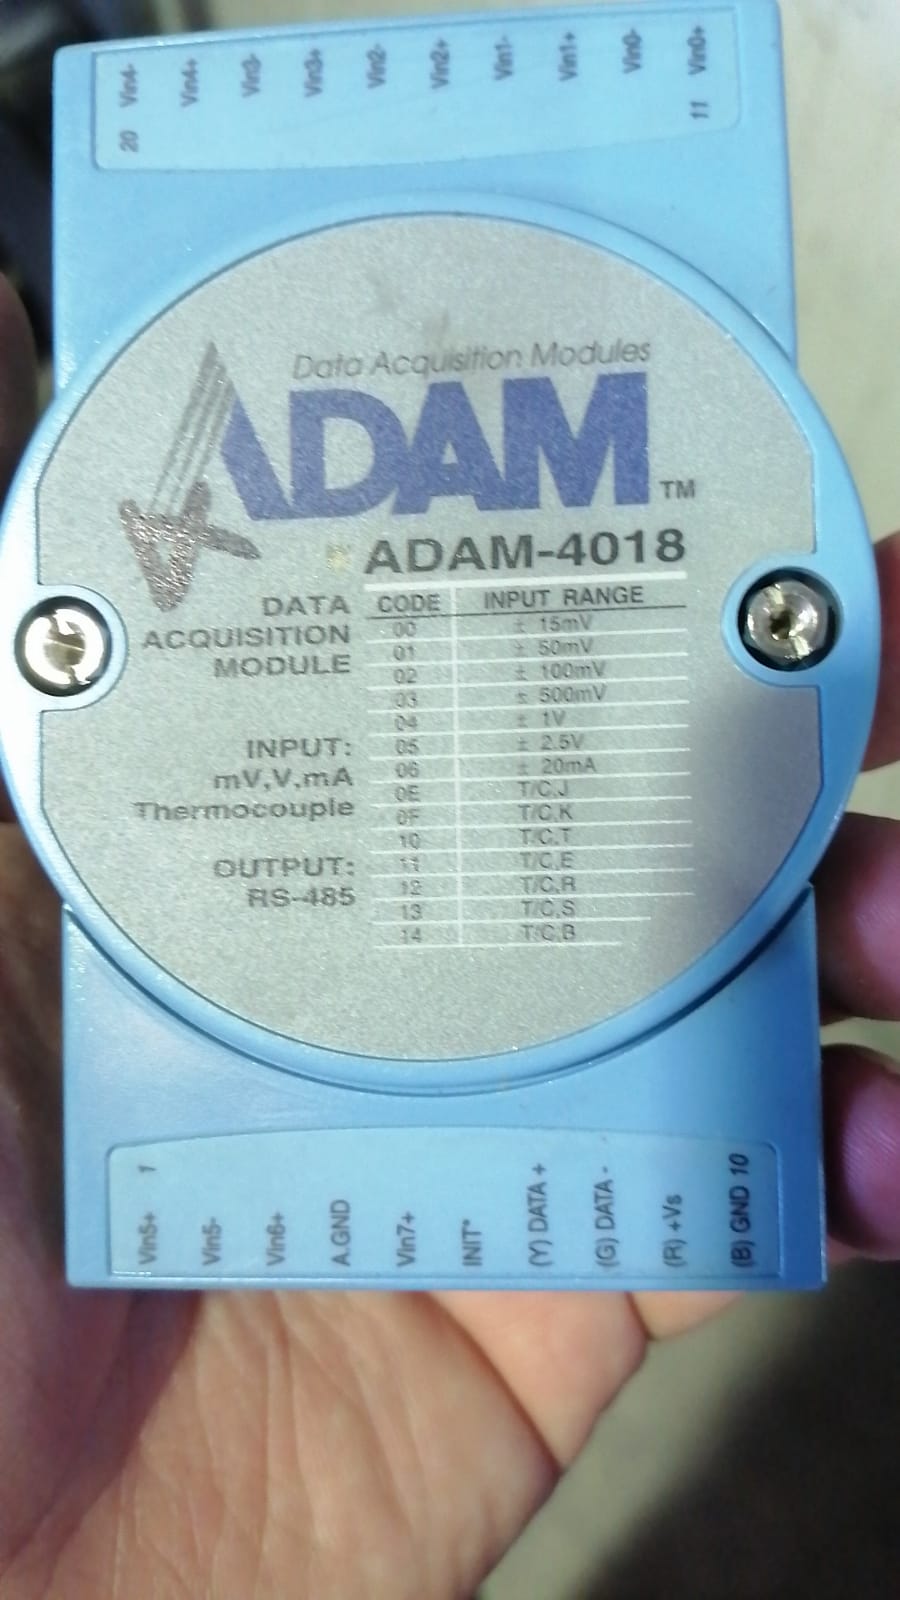 Vin4- Vin4+ Vin3- Vin3+ Vin2- Vin2+ Vin1- Vin1+ Vin0- Vin0+
20 11
Data Acquisition Modules
ADAM TM
ADAM-4018
DATA
ACQUISITION
MODULE
INPUT:
mV,V,mA
Thermocouple
OUTPUT:
RS-485
CODE INPUT RANGE
00 ± 15mV
01 ± 50mV
02 ± 100mV
03 ± 500mV
04 ± 1V
05 ± 2.5V
06 ± 20mA
0E T/C,J
0F T/C,K
10 T/C,T
11 T/C,E
12 T/C,R
13 T/C,S
14 T/C,B
1 10
Vin5+ Vin5- Vin6+ A.GND Vin7+ INIT* (Y) DATA + (G) DATA - (R) +Vs (B) GND